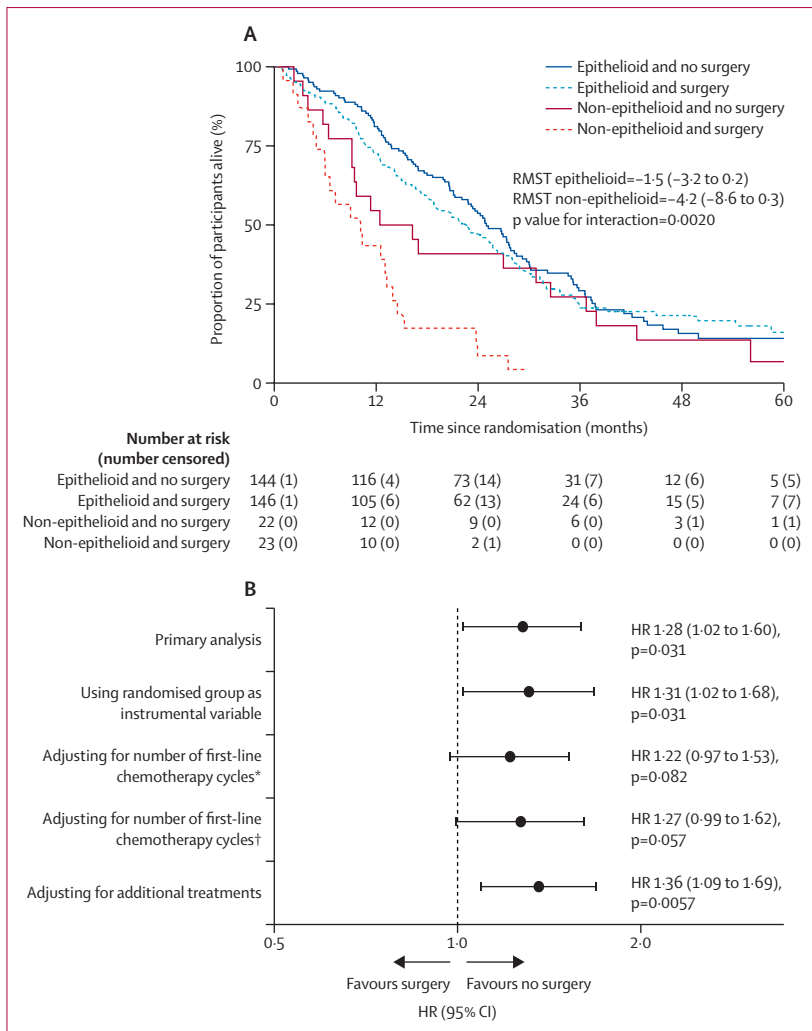 A
100
75
50
25
0
Proportion of participants alive (%)
Epithelioid and no surgery
Epithelioid and surgery
Non-epithelioid and no surgery
Non-epithelioid and surgery
RMST epithelioid=–1·5 (–3·2 to 0·2)
RMST non-epithelioid=–4·2 (–8·6 to 0·3)
p value for interaction=0·0020
0 12 24 36 48 60
Time since randomisation (months)
Number at risk
(number censored)
Epithelioid and no surgery 144 (1) 116 (4) 73 (14) 31 (7) 12 (6) 5 (5)
Epithelioid and surgery 146 (1) 105 (6) 62 (13) 24 (6) 15 (5) 7 (7)
Non-epithelioid and no surgery 22 (0) 12 (0) 9 (0) 6 (0) 3 (1) 1 (1)
Non-epithelioid and surgery 23 (0) 10 (0) 2 (1) 0 (0) 0 (0) 0 (0)
B
Primary analysis
HR 1·28 (1·02 to 1·60),
p=0·031
Using randomised group as
instrumental variable
HR 1·31 (1·02 to 1·68),
p=0·031
Adjusting for number of first-line
chemotherapy cycles*
HR 1·22 (0·97 to 1·53),
p=0·082
Adjusting for number of first-line
chemotherapy cycles†
HR 1·27 (0·99 to 1·62),
p=0·057
Adjusting for additional treatments
HR 1·36 (1·09 to 1·69),
p=0·0057
0·5 1·0 2·0
Favours surgery Favours no surgery
HR (95% CI)